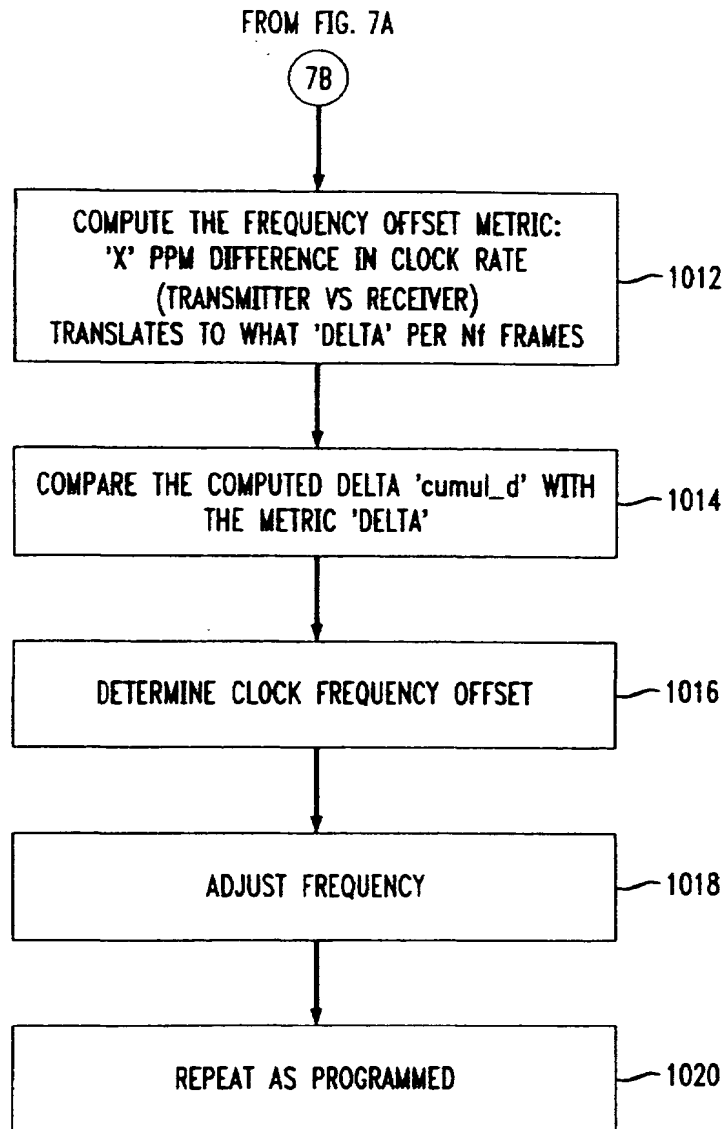 FROM FIG. 7A
7B
COMPUTE THE FREQUENCY OFFSET METRIC:
'X' PPM DIFFERENCE IN CLOCK RATE
(TRANSMITTER VS RECEIVER)
TRANSLATES TO WHAT 'DELTA' PER Nf FRAMES
1012
COMPARE THE COMPUTED DELTA 'cumul_d' WITH
THE METRIC 'DELTA'
1014
DETERMINE CLOCK FREQUENCY OFFSET
1016
ADJUST FREQUENCY
1018
REPEAT AS PROGRAMMED
1020